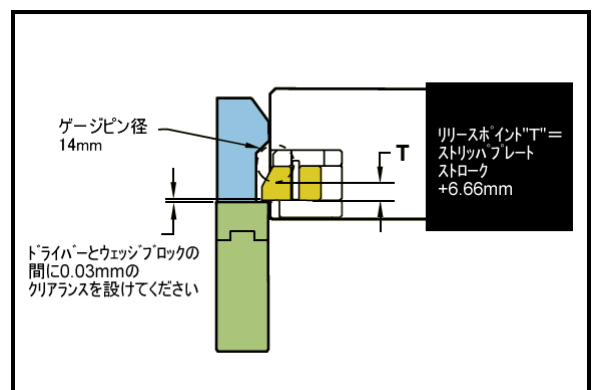 ゲージピン径
14mm
T
リリースポイント"T"=
ストリッパプレート
ストローク
+6.66mm
ドライバーとウェッジブロックの
間に0.03mmの
クリアランスを設けてください